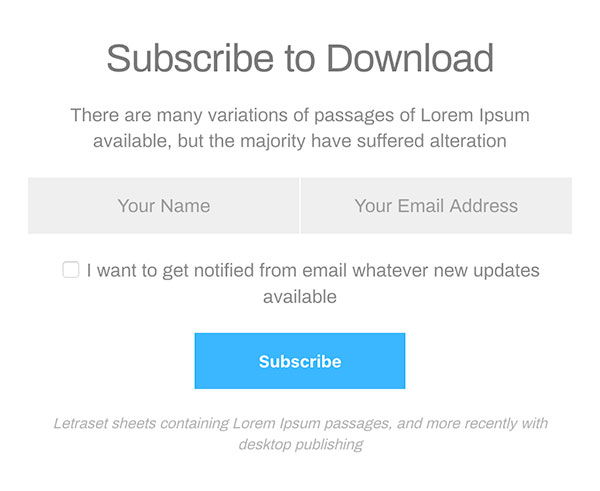 Subscribe to Download
There are many variations of passages of Lorem Ipsum
available, but the majority have suffered alteration
Your Name
Your Email Address
I want to get notified from email whatever new updates
available
Subscribe
Letraset sheets containing Lorem Ipsum passages, and more recently with
desktop publishing